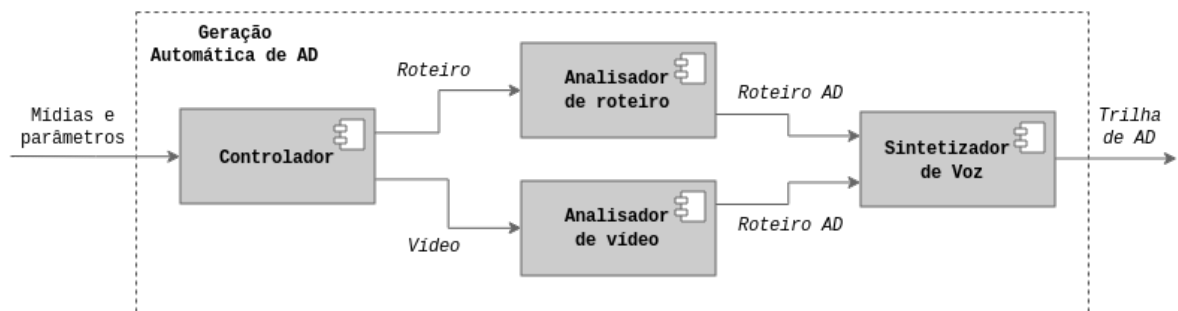 Geração
Automática de AD
Mídias e
parâmetros
Controlador
Roteiro
Vídeo
Analisador
de roteiro
Analisador
de vídeo
Roteiro AD
Roteiro AD
Sintetizador
de Voz
Trilha
de AD